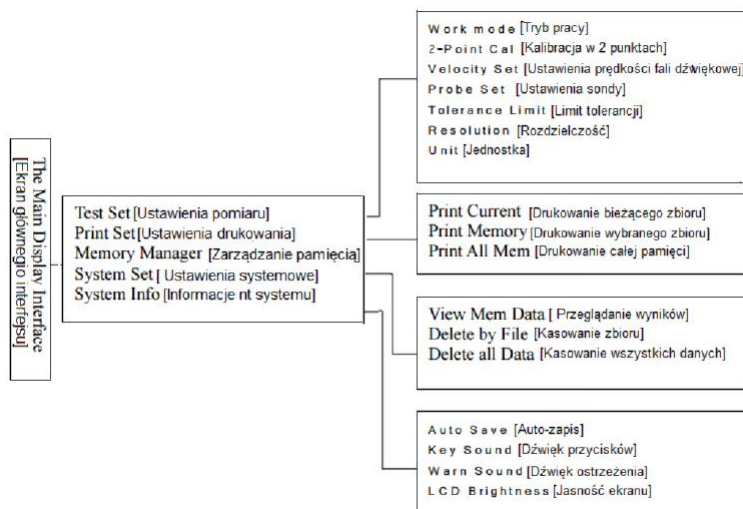 The Main Display Interface
[Ekran głównegio interfejsu]
Test Set [Ustawienia pomiaru]
Print Set [Ustawienia drukowania]
Memory Manager [Zarządzanie pamięcią]
System Set [ Ustawienia systemowe]
System Info [Informacje nt systemu]
Work mode [Tryb pracy]
2-Point Cal [Kalibracja w 2 punktach]
Velocity Set [Ustawienia prędkości fali dźwiękowej]
Probe Set [Ustawienia sondy]
Tolerance Limit [Limit tolerancji]
Resolution [Rozdzielczość]
Unit [Jednostka]
Print Current [Drukowanie bieżącego zbioru]
Print Memory [Drukowanie wybranego zbioru]
Print All Mem [Drukowanie całej pamięci]
View Mem Data [ Przeglądanie wyników]
Delete by File [Kasowanie zbioru]
Delete all Data [Kasowanie wszystkich danych]
Auto Save [Auto-zapis]
Key Sound [Dźwięk przycisków]
Warn Sound [Dźwięk ostrzeżenia]
LCD Brightness [Jasność ekranu]